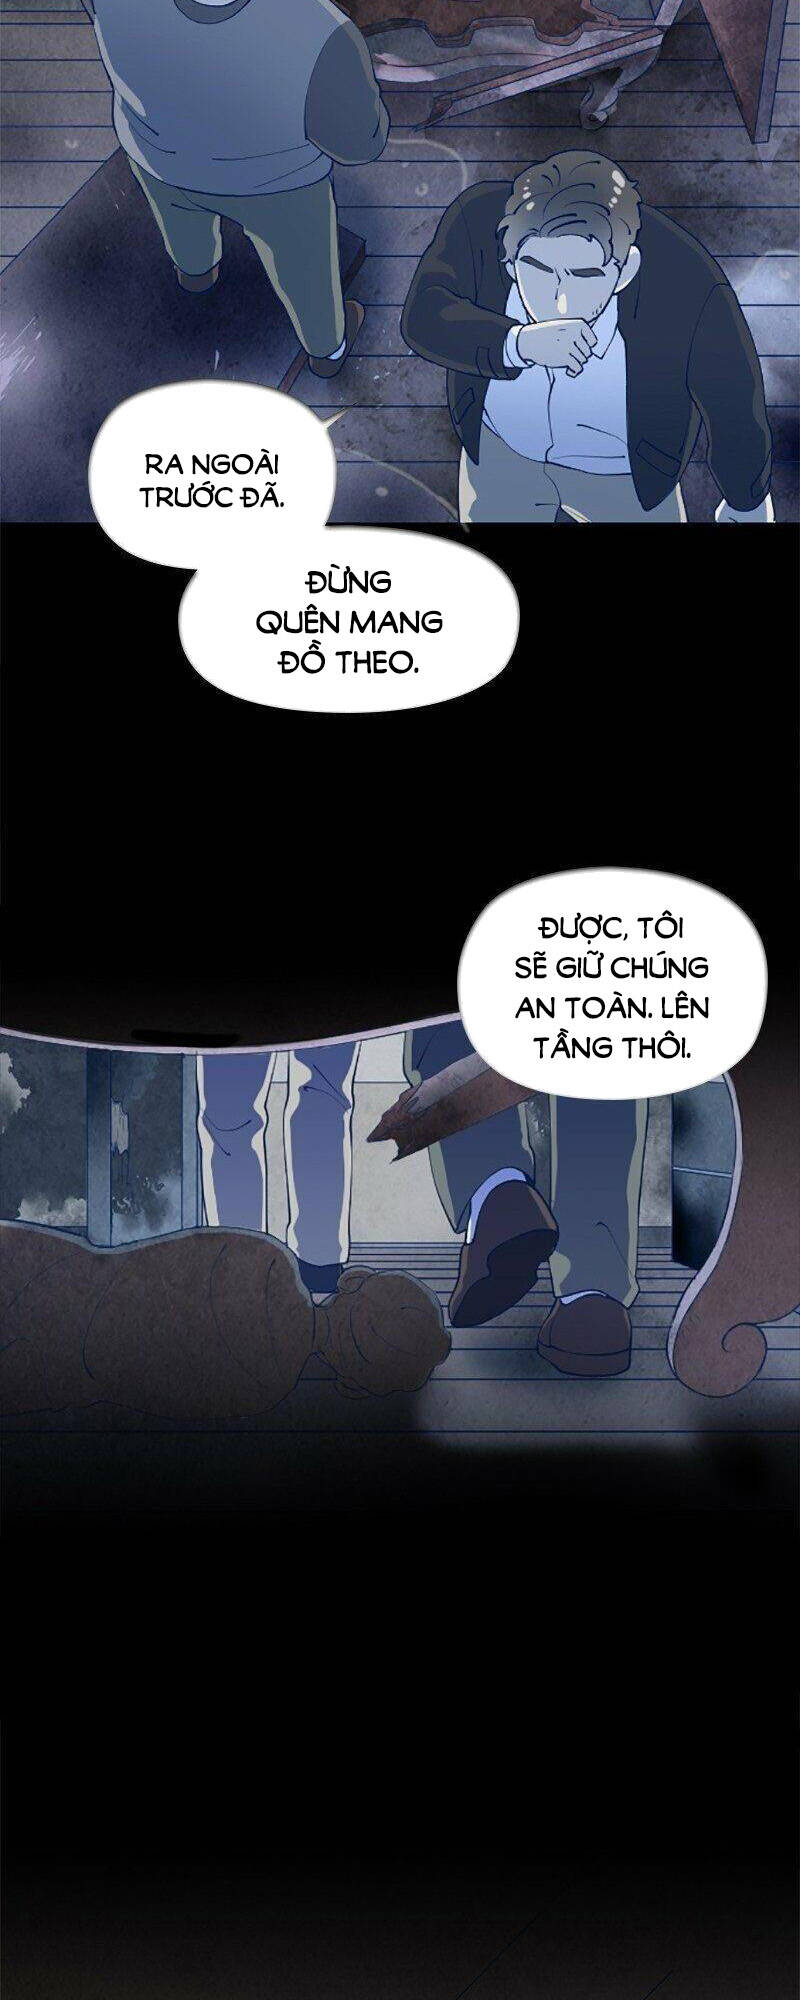 RA NGOÀI
TRƯỚC ĐÃ.
ĐỪNG
QUÊN MANG
ĐỒ THEO.
ĐƯỢC, TÔI
SẼ GIỮ CHÚNG
AN TOÀN. LÊN
TẦNG THÔI.